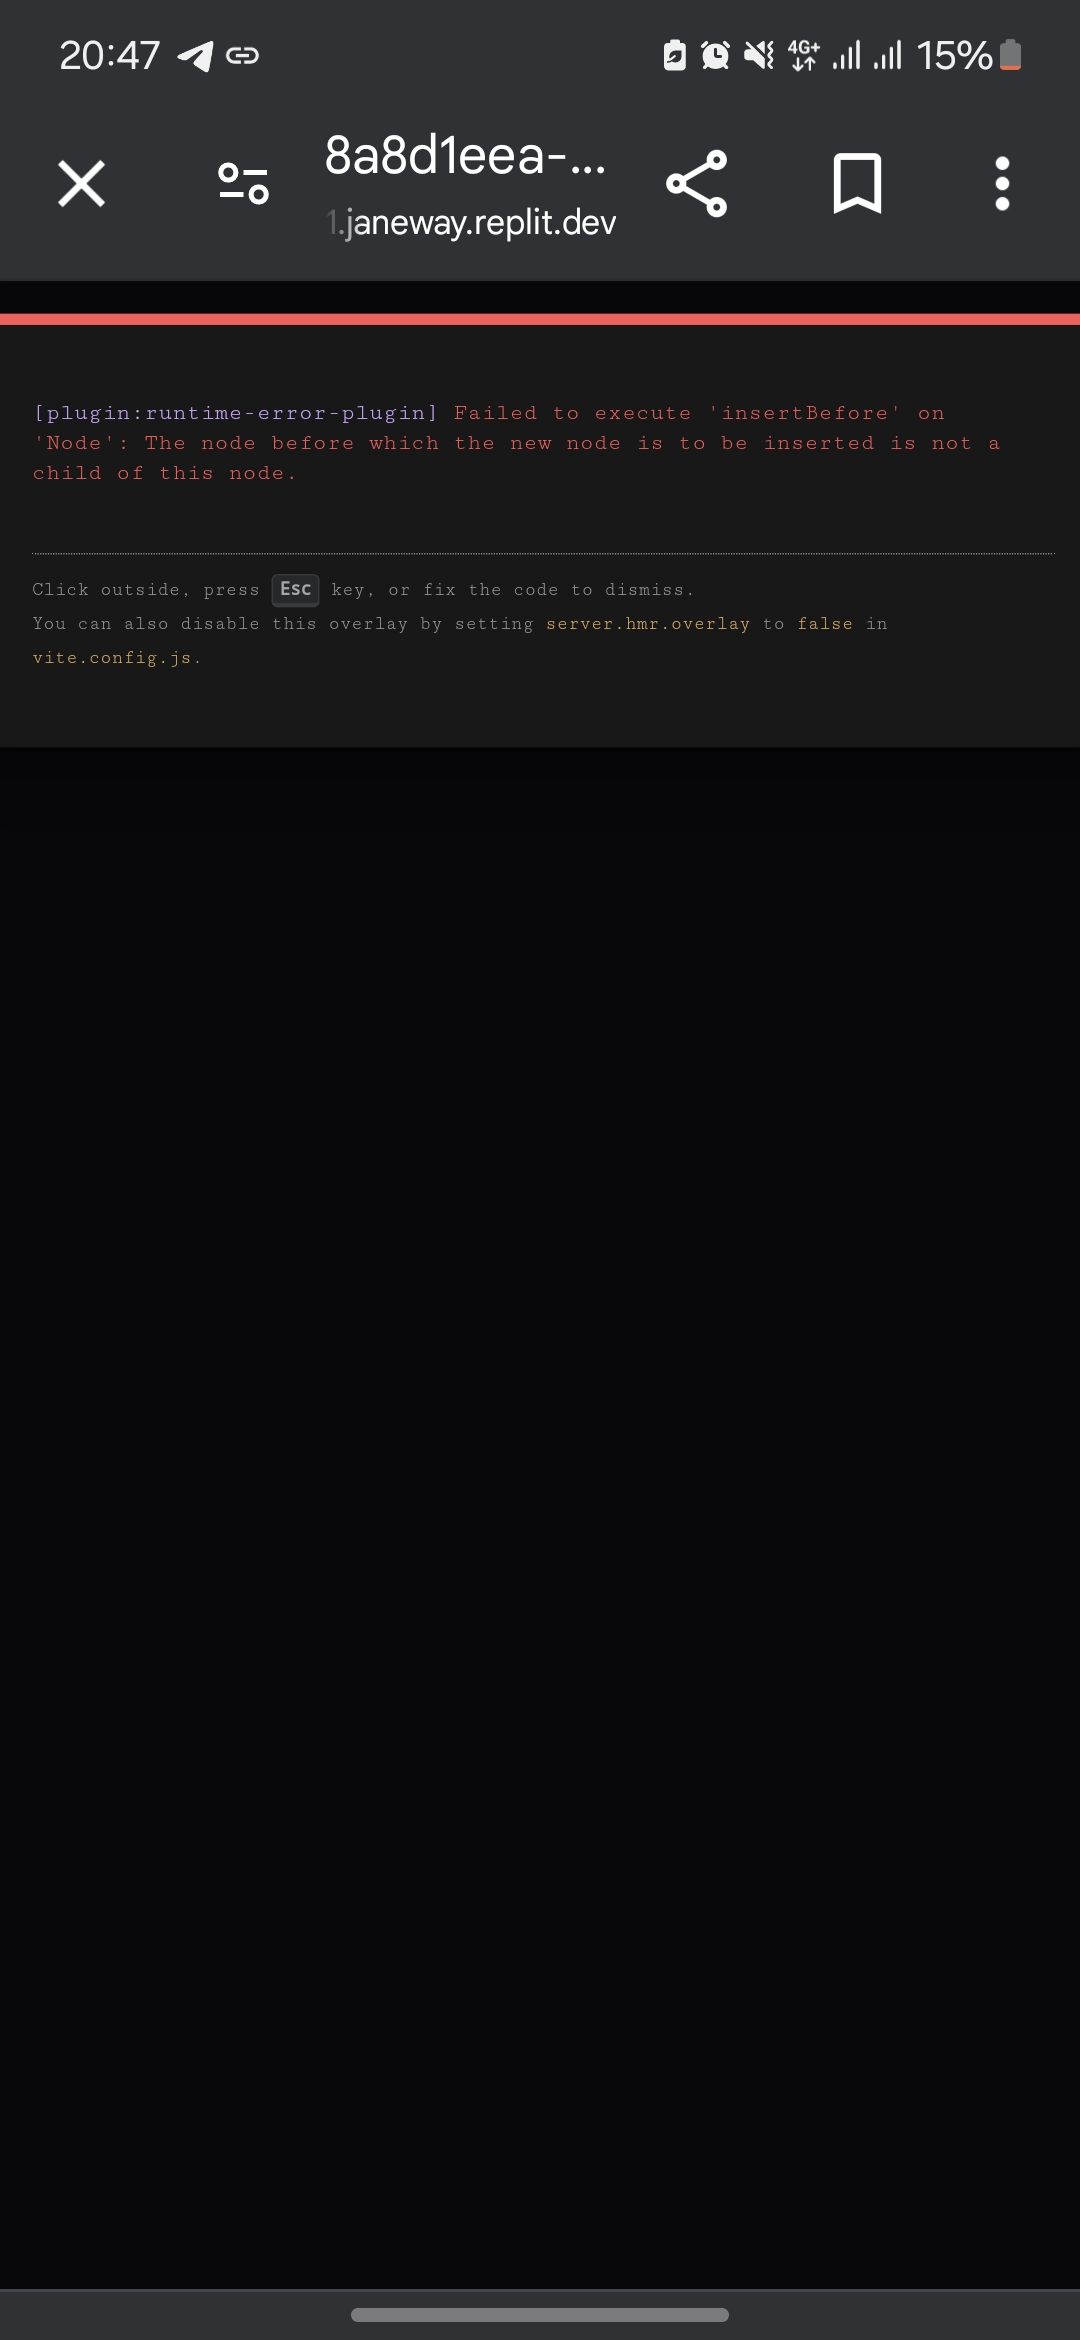 20:47
4G+
15%
8a8d1eea-...
1.janeway.replit.dev
[plugin:runtime-error-plugin] Failed to execute 'insertBefore' on
'Node': The node before which the new node is to be inserted is not a
child of this node.
Click outside, press Esc key, or fix the code to dismiss.
You can also disable this overlay by setting server.hmr.overlay to false in
vite.config.js.